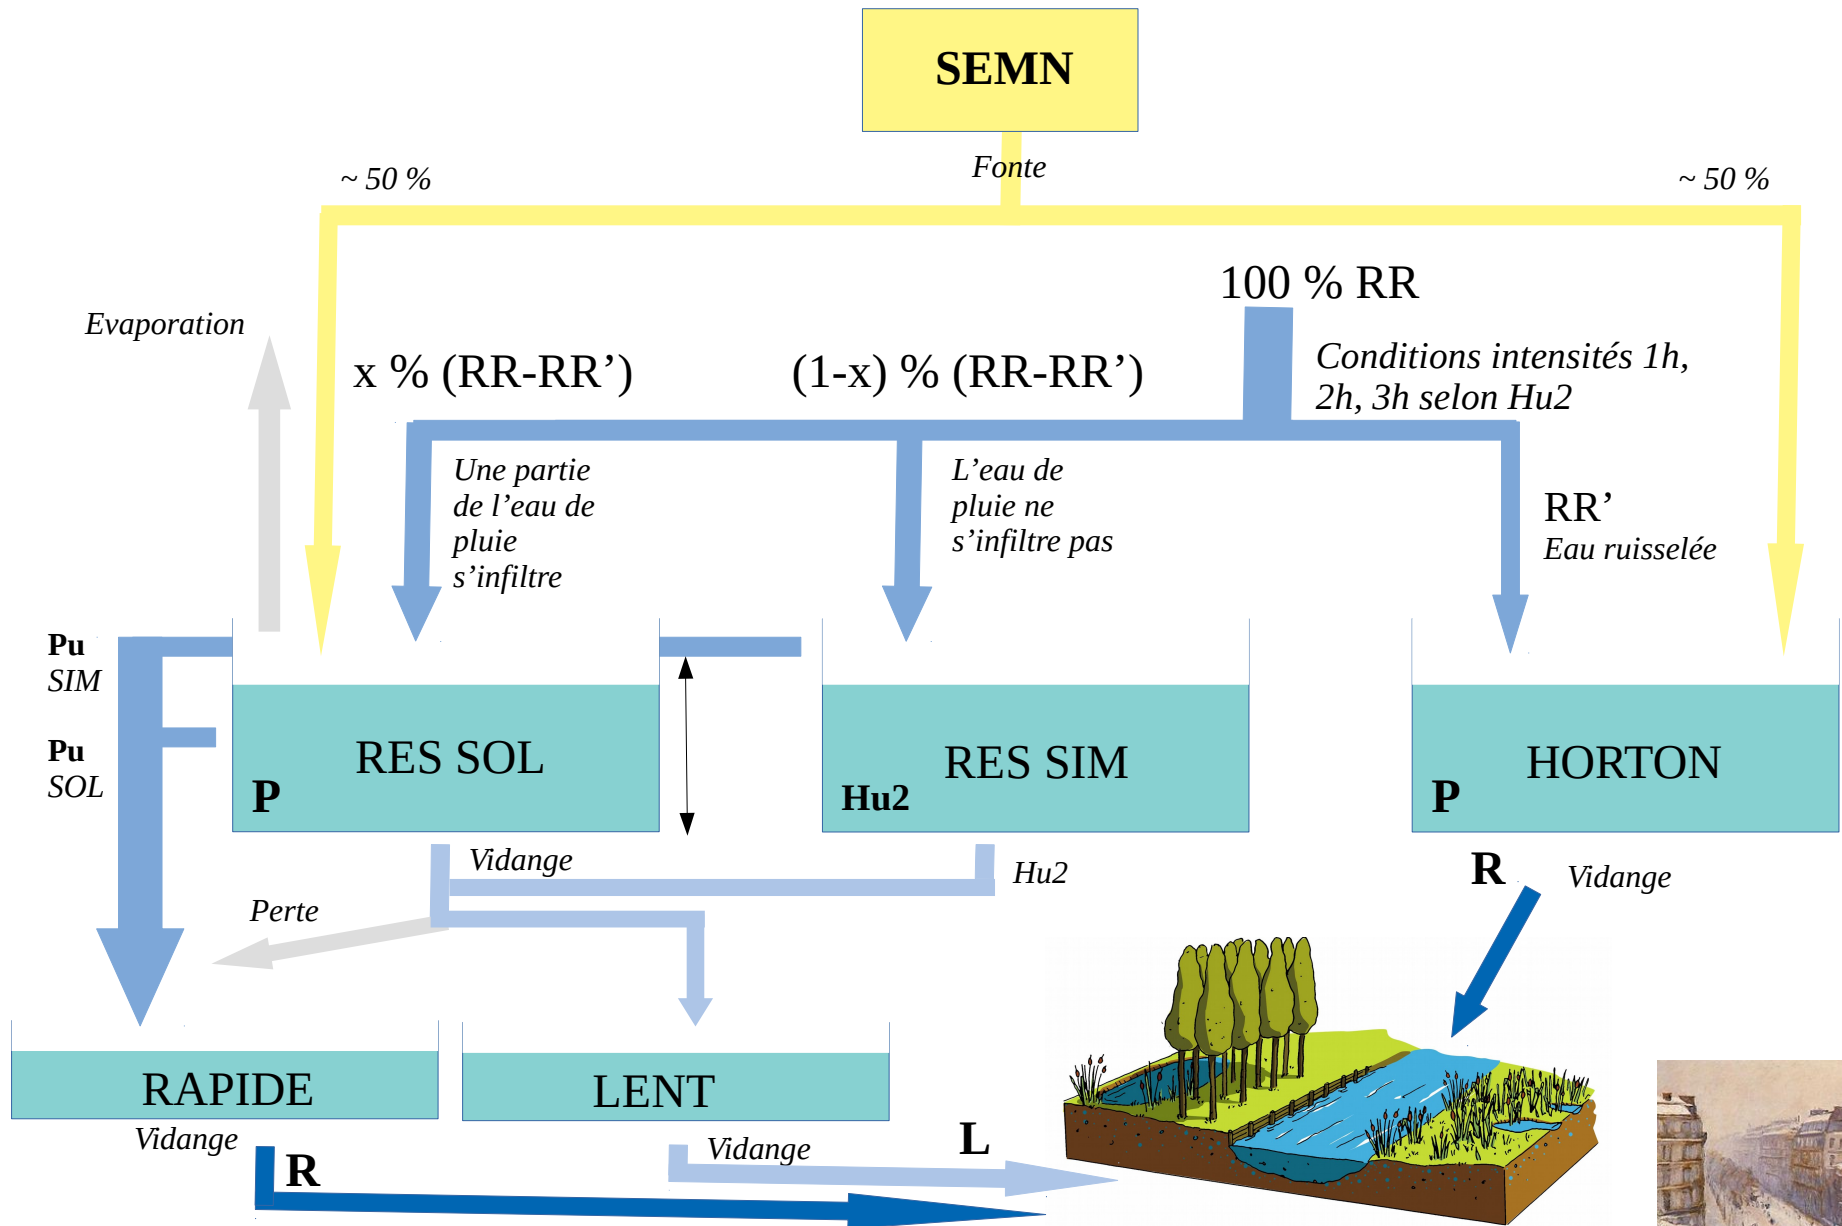 SEMN
Fonte
~ 50 %
~ 50 %
100 % RR
Evaporation
x % (RR-RR’)
(1-x) % (RR-RR’)
Conditions intensités 1h,
2h, 3h selon Hu2
Une partie
de l’eau de
pluie
s’infiltre
L’eau de
pluie ne
s’infiltre pas
RR’
Eau ruisselée
Pu
SIM
Pu
SOL
RES SOL
P
RES SIM
Hu2
HORTON
P
Vidange
Hu2
R
Vidange
Perte
RAPIDE
LENT
Vidange
R
Vidange
L